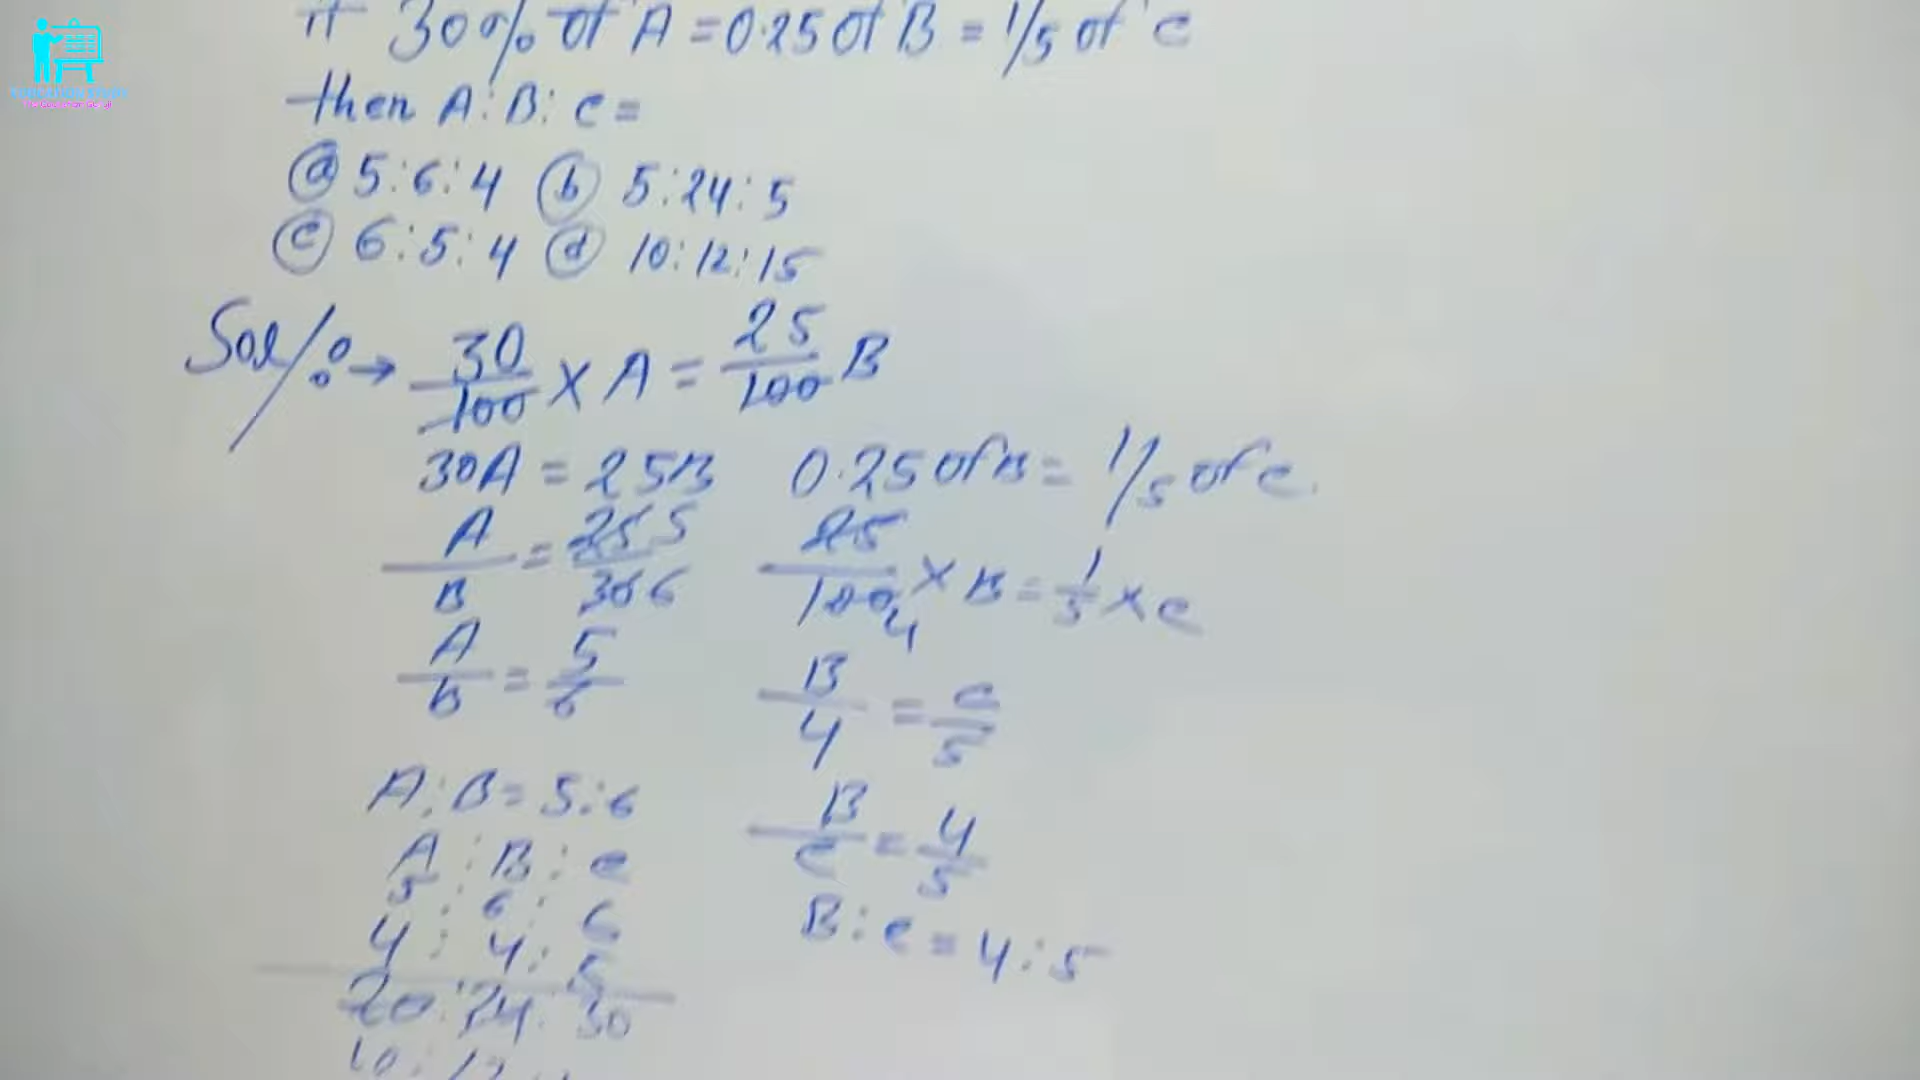 If 30% of A = 0.25 of B = 1/5 of C
then A:B:C=
(a) 5:6:4 (b) 5:24:5
(c) 6:5:4 (d) 10:12:15
Sol/: → 30/100 × A = 25/100 B
30A = 25B
A/B = 25 5/30 6
A/B = 5/6
A:B = 5:6
A : B : C
5 : 6 : 6
4 : 4 : 5
20 : 24 : 30
10 : 12
0.25 of B = 1/5 of C.
25/100 4 × B = 1/5 × C
B/4 = C/5
B/C = 4/5
B:C = 4:5